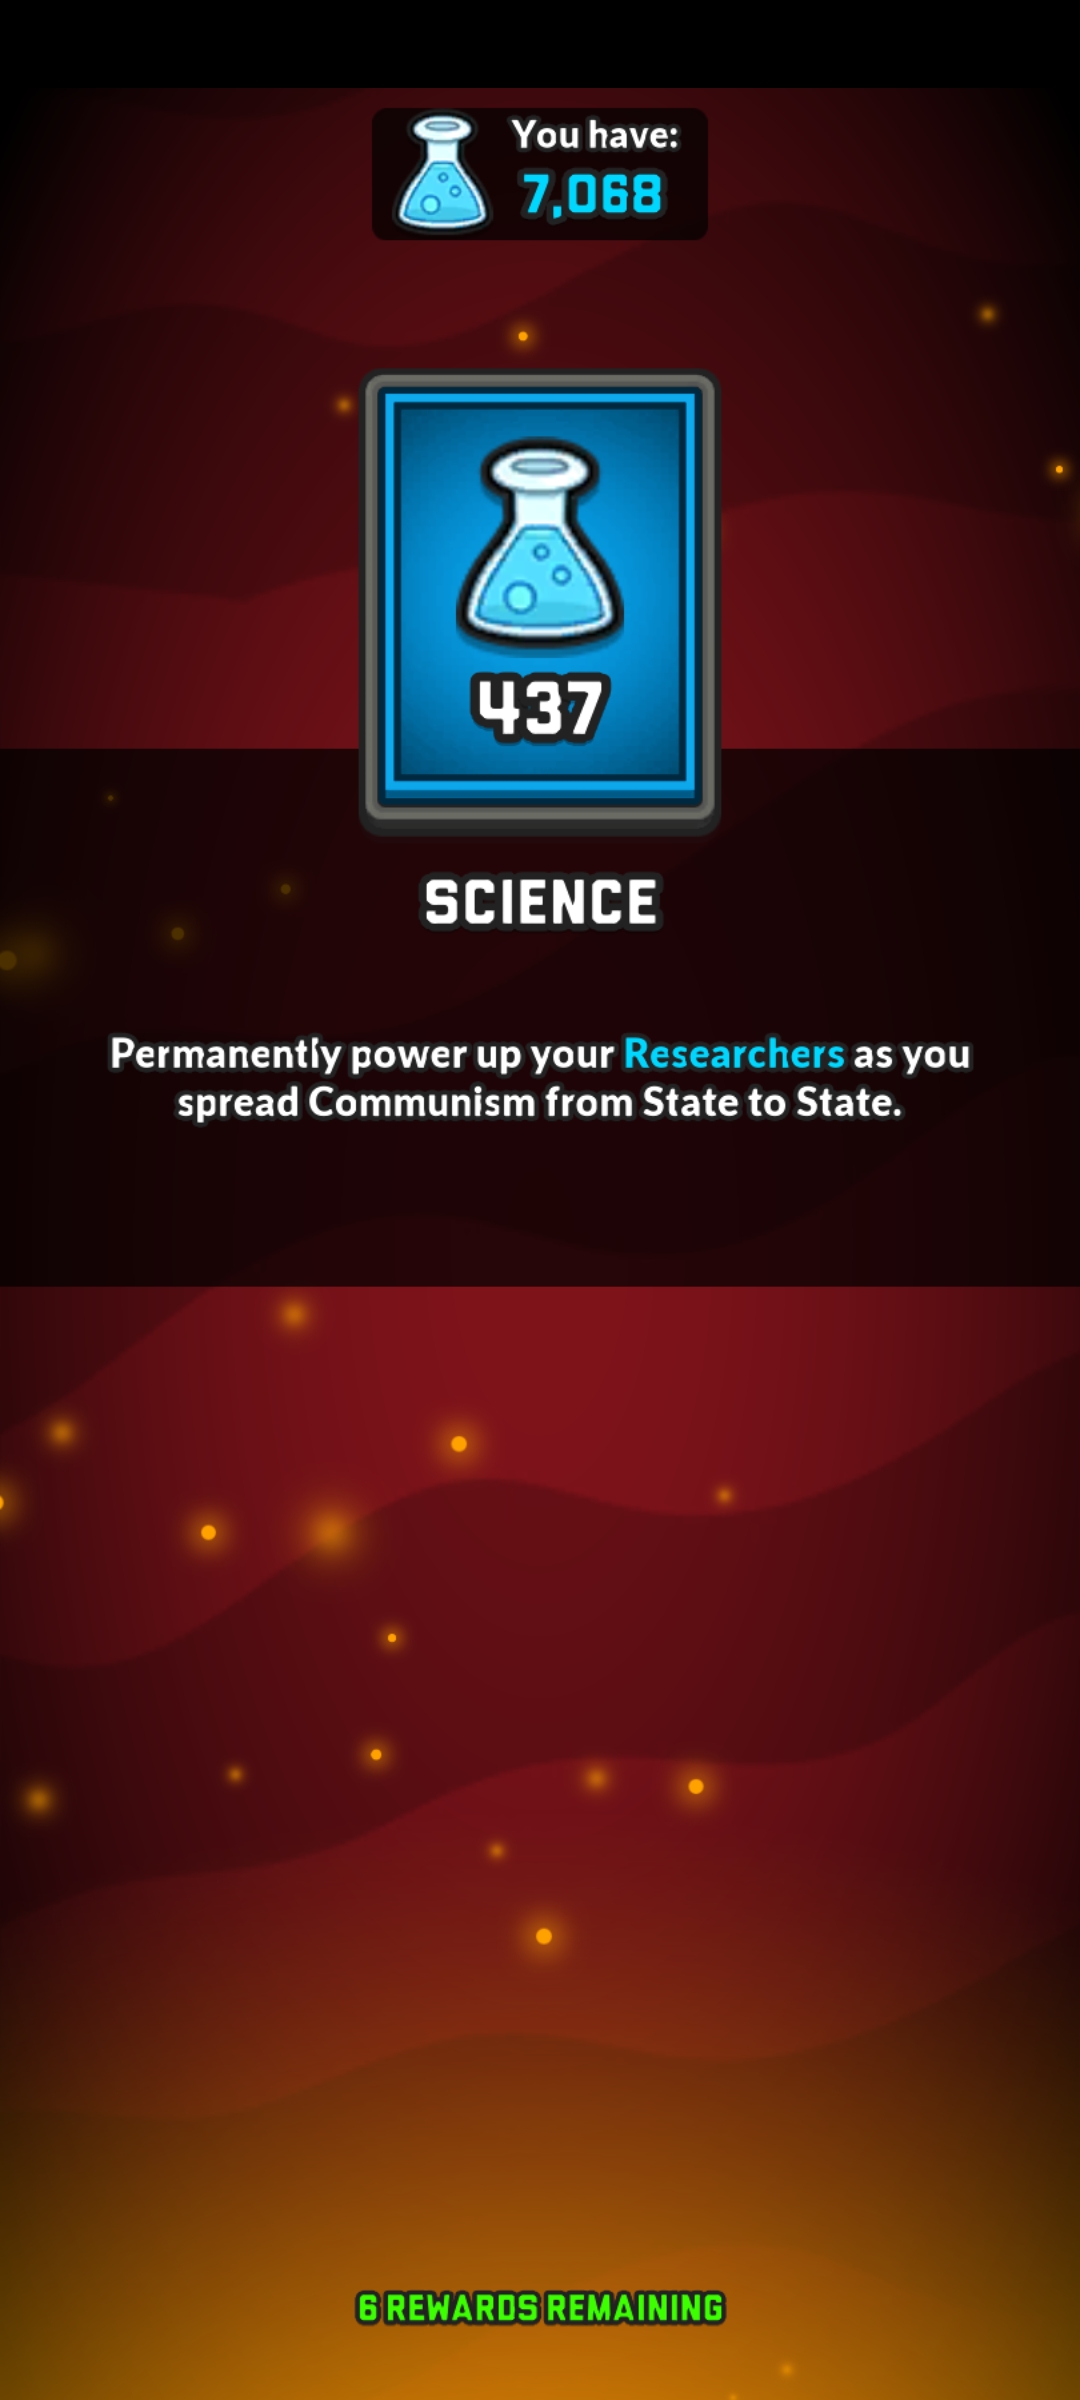 You have:
7,068
437
SCIENCE
Permanently power up your Researchers as you
spread Communism from State to State.
6 REWARDS REMAINING